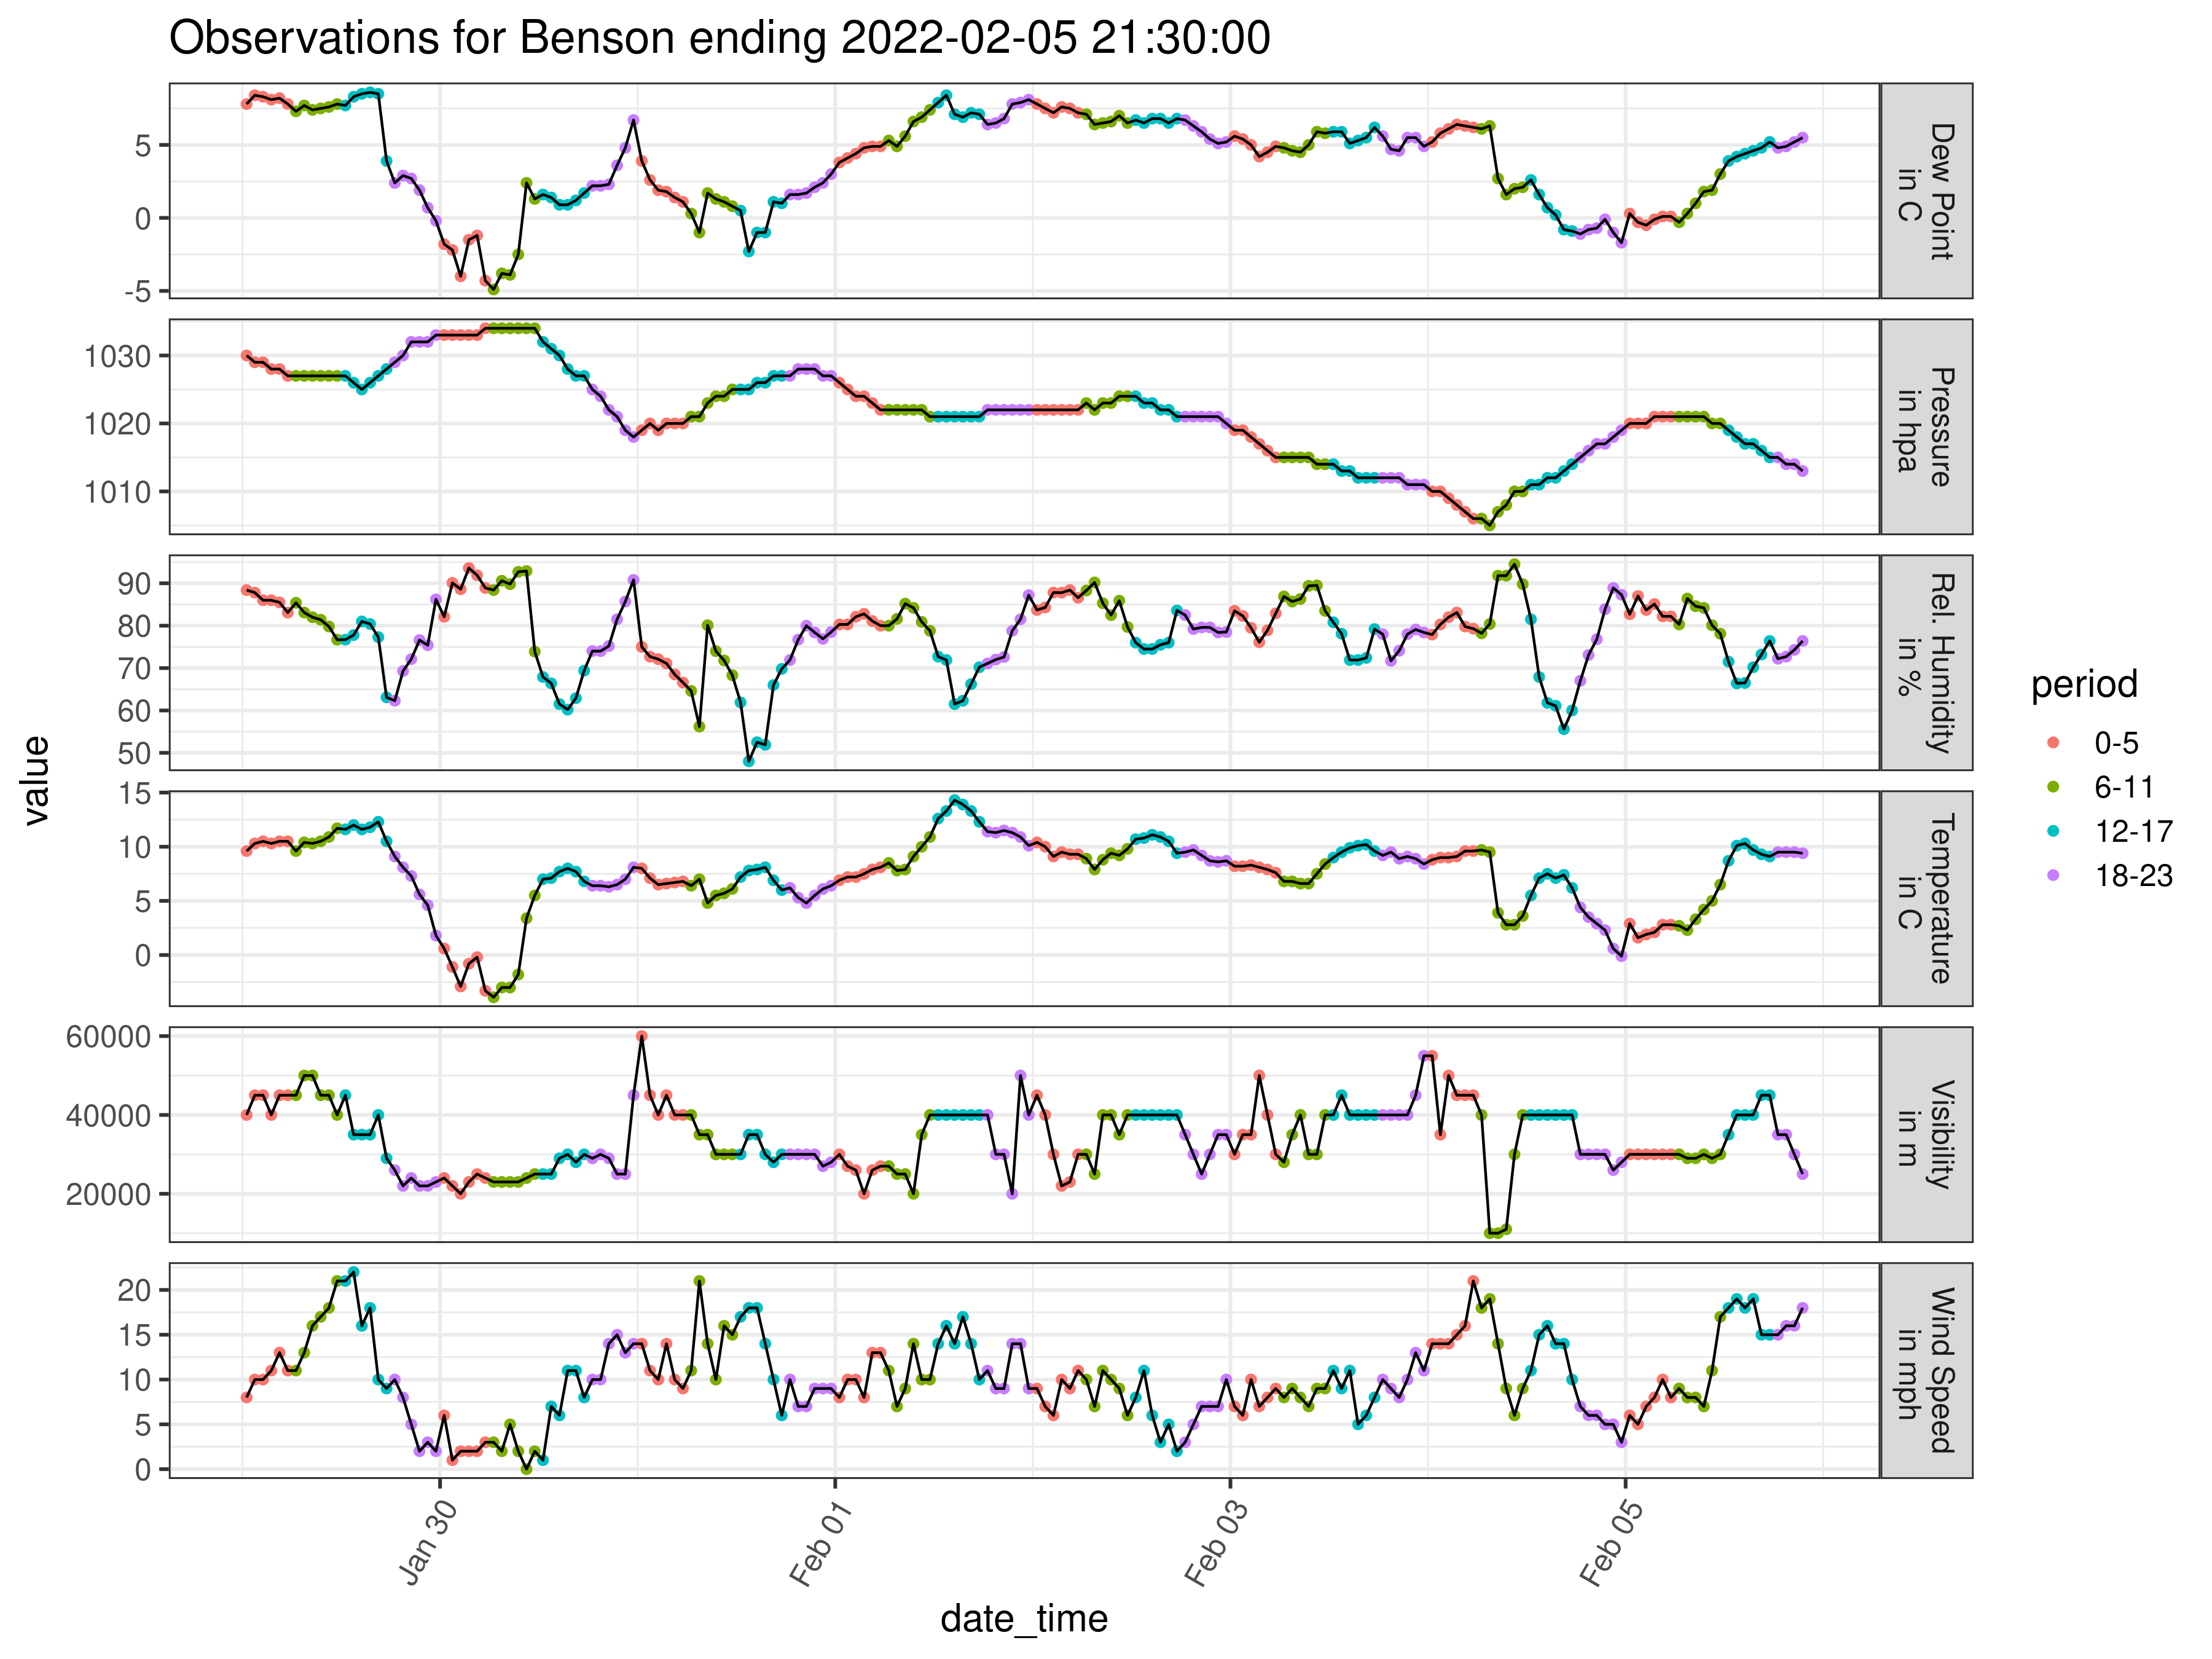 Observations for Benson ending 2022-02-05 21:30:00
value
5
0
-5
Dew Point
in C
1030
1020
1010
Pressure
in hpa
90
80
70
60
50
Rel. Humidity
in %
15
10
5
0
Temperature
in C
60000
40000
20000
Visibility
in m
20
15
10
5
0
Wind Speed
in mph
Jan 30
Feb 01
Feb 03
Feb 05
date_time
period
0-5
6-11
12-17
18-23